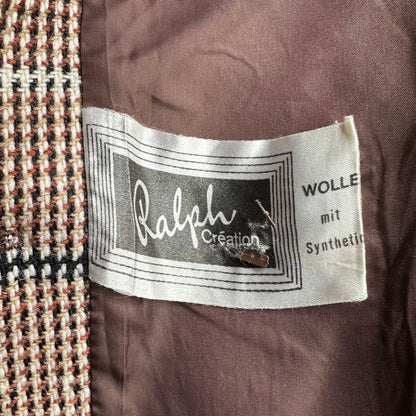 Ralph
Création
WOLLE
mit
Synthetic